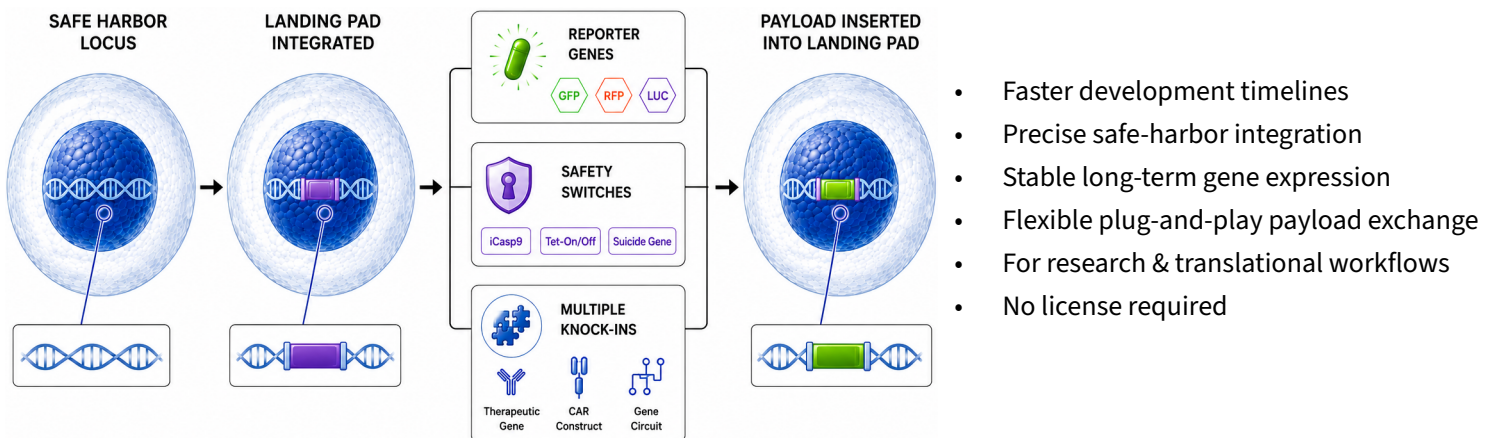 SAFE HARBOR
LOCUS
LANDING PAD
INTEGRATED
REPORTER
GENES
GFP
RFP
LUC
SAFETY
SWITCHES
iCasp9
Tet-On/Off
Suicide Gene
MULTIPLE
KNOCK-INS
Therapeutic
Gene
CAR
Construct
Gene
Circuit
PAYLOAD INSERTED
INTO LANDING PAD
• Faster development timelines
• Precise safe-harbor integration
• Stable long-term gene expression
• Flexible plug-and-play payload exchange
• For research & translational workflows
• No license required